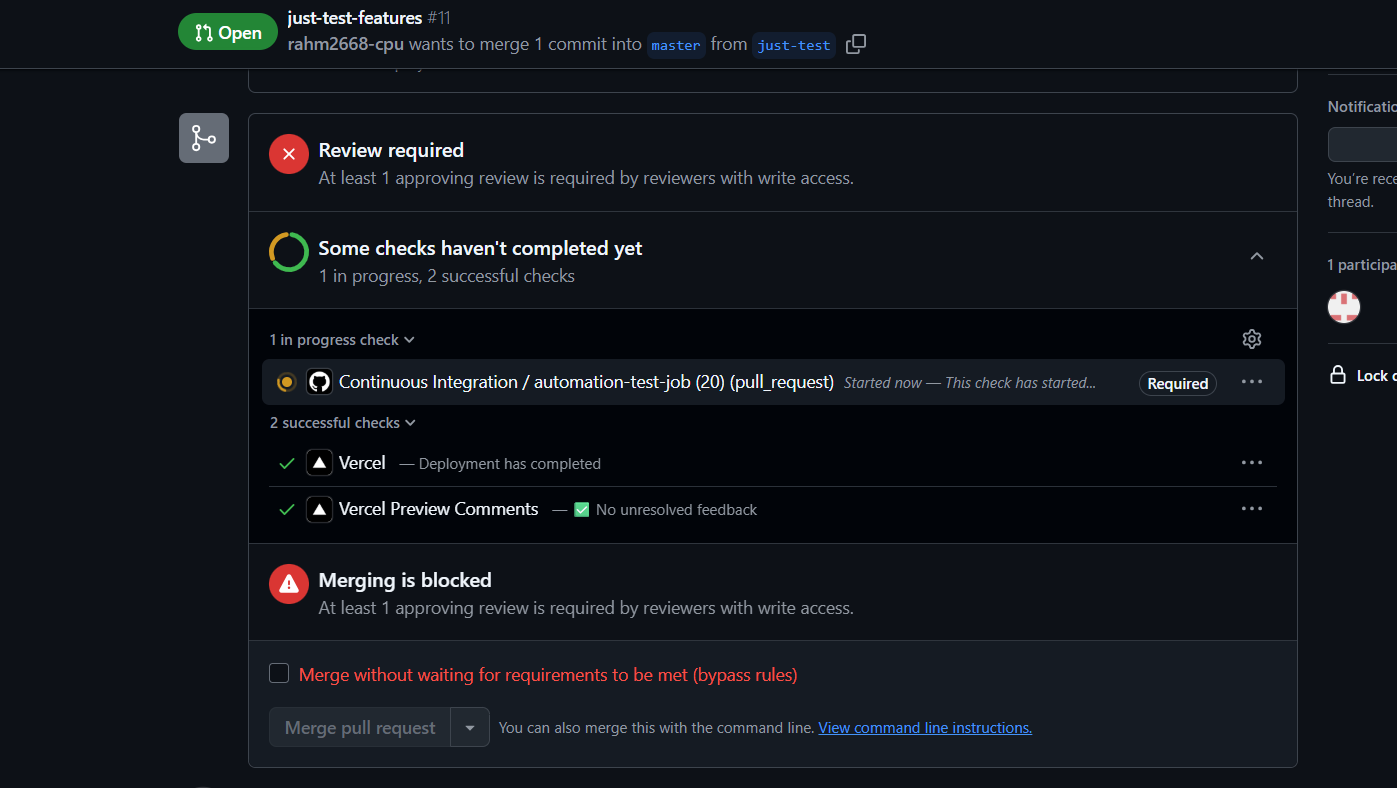 Open
just-test-features #11
rahm2668-cpu wants to merge 1 commit into master from just-test
Review required
At least 1 approving review is required by reviewers with write access.
Some checks haven't completed yet
1 in progress, 2 successful checks
1 in progress check
Continuous Integration / automation-test-job (20) (pull_request) Started now — This check has started... Required
2 successful checks
Vercel — Deployment has completed
Vercel Preview Comments — ✅ No unresolved feedback
Merging is blocked
At least 1 approving review is required by reviewers with write access.
Merge without waiting for requirements to be met (bypass rules)
Merge pull request
You can also merge this with the command line. View command line instructions.
Notificatio
You're rece
thread.
1 participa
Lock c